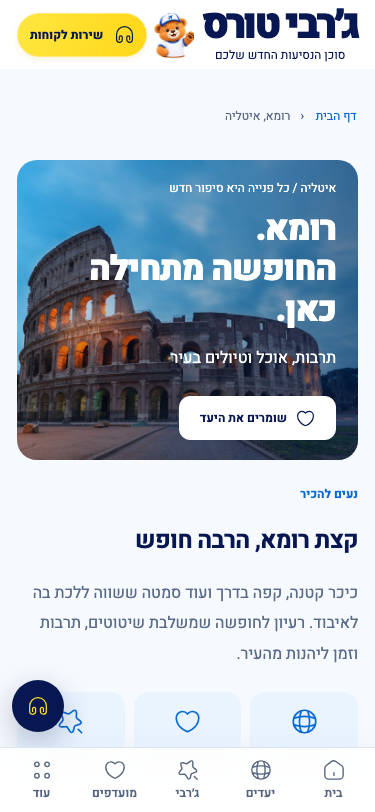 ג׳רבי טורס
סוכן הנסיעות החדש שלכם
שירות לקוחות
דף הבית › רומא, איטליה
איטליה / כל פנייה היא סיפור חדש
רומא.
החופשה מתחילה
כאן.
תרבות, אוכל וטיולים בעיר
שומרים את היעד
נעים להכיר
קצת רומא, הרבה חופש
כיכר קטנה, קפה בדרך ועוד סמטה ששווה ללכת בה
לאיבוד. רעיון לחופשה שמשלבת שיטוטים, תרבות
וזמן ליהנות מהעיר.
בית
יעדים
ג׳רבי
מועדפים
עוד